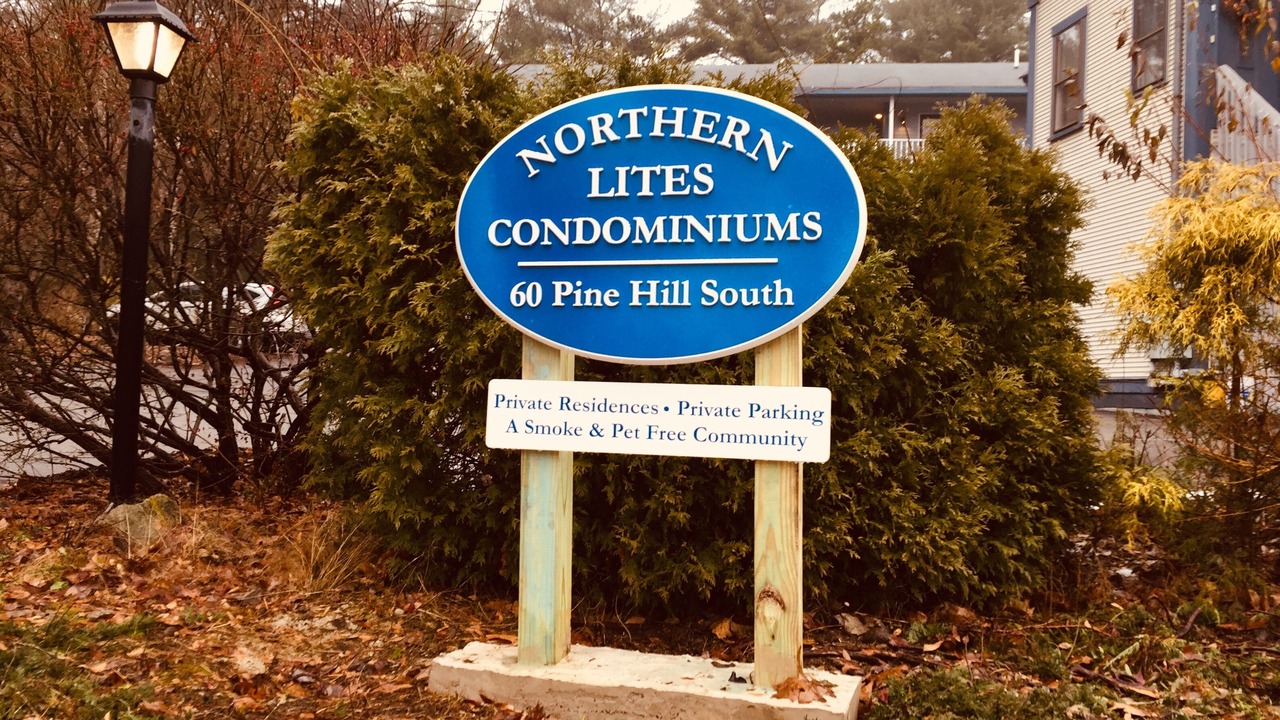 NORTHERN
LITES
CONDOMINIUMS
60 Pine Hill South
Private Residences • Private Parking
A Smoke & Pet Free Community